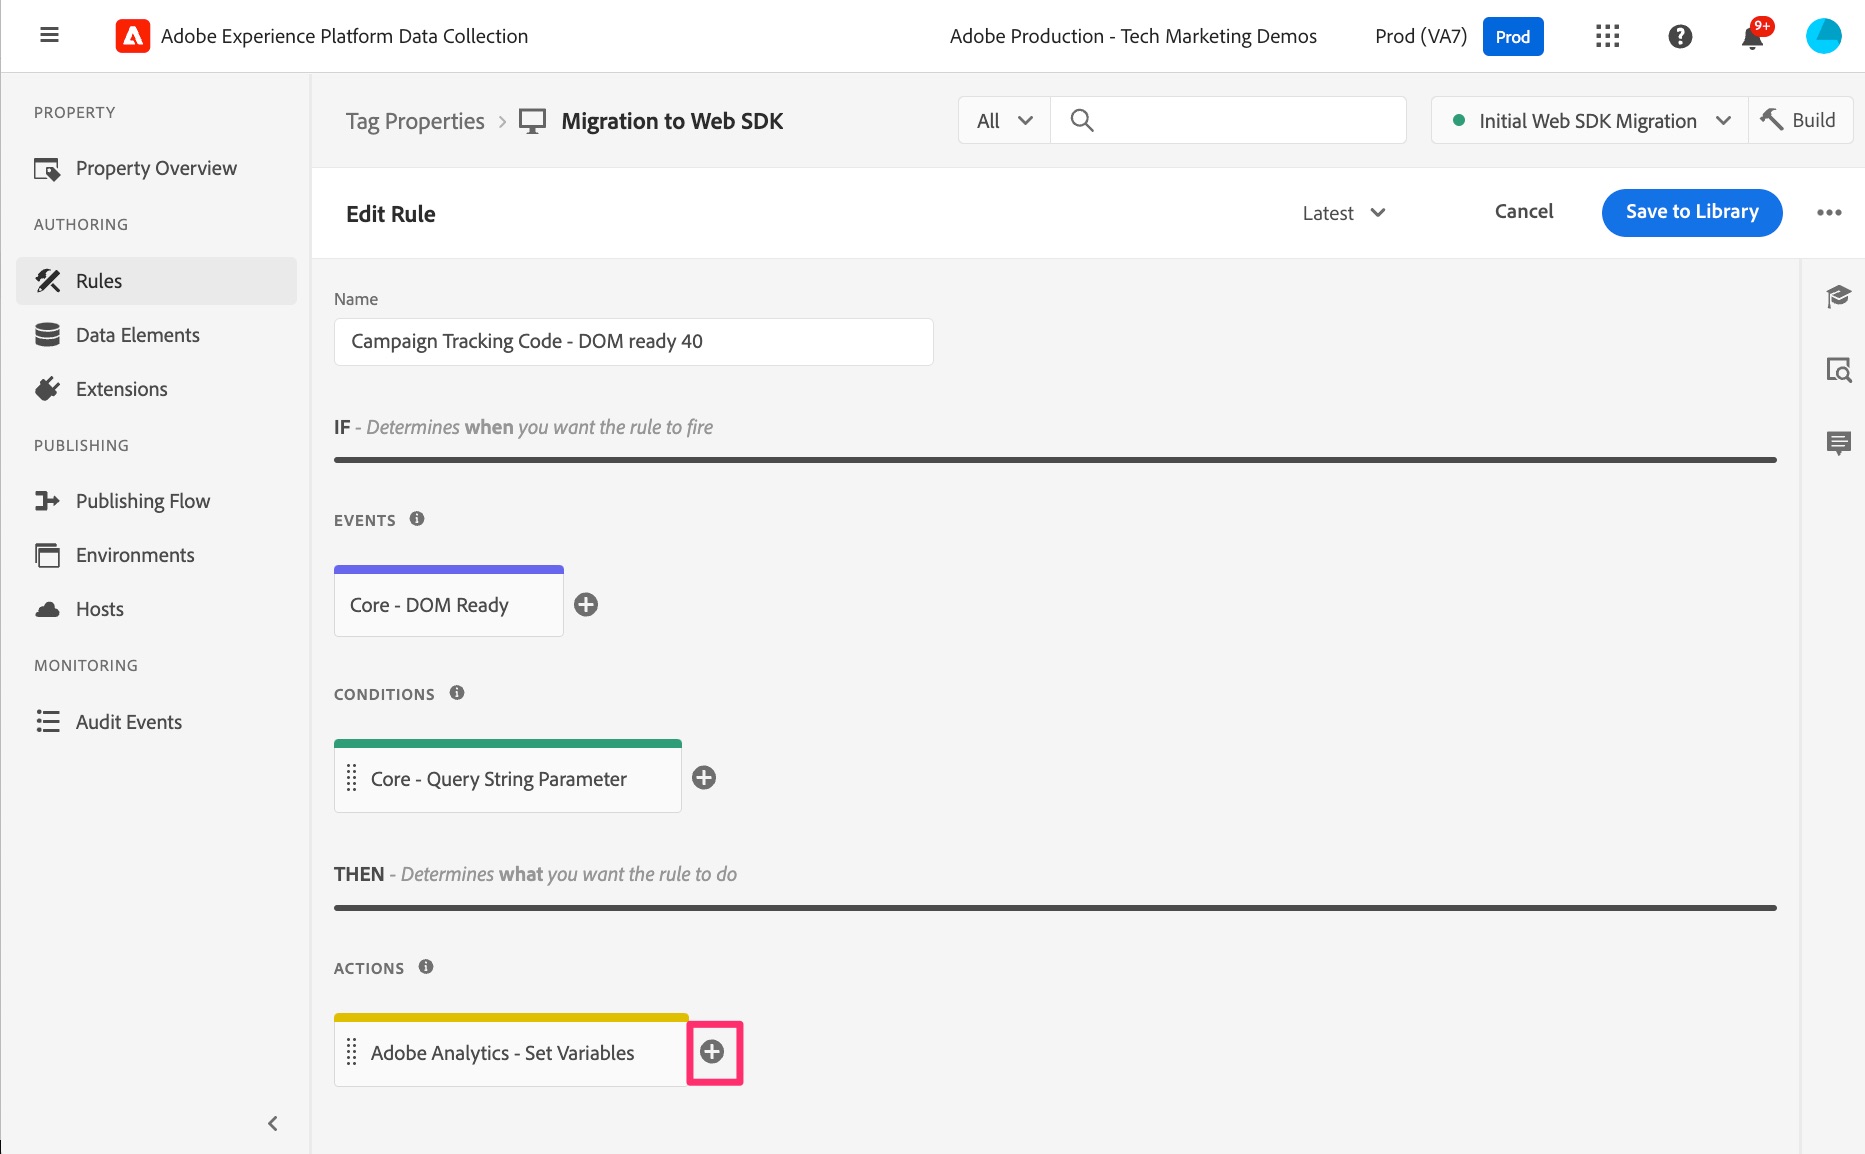 Adobe Experience Platform Data Collection
Adobe Production - Tech Marketing Demos
Prod (VA7)
Prod
9+
PROPERTY
Property Overview
AUTHORING
Rules
Data Elements
Extensions
PUBLISHING
Publishing Flow
Environments
Hosts
MONITORING
Audit Events
Tag Properties > Migration to Web SDK
All
Initial Web SDK Migration
Build
Edit Rule
Latest
Cancel
Save to Library
Name
Campaign Tracking Code - DOM ready 40
IF - Determines when you want the rule to fire
EVENTS
Core - DOM Ready
CONDITIONS
Core - Query String Parameter
THEN - Determines what you want the rule to do
ACTIONS
Adobe Analytics - Set Variables